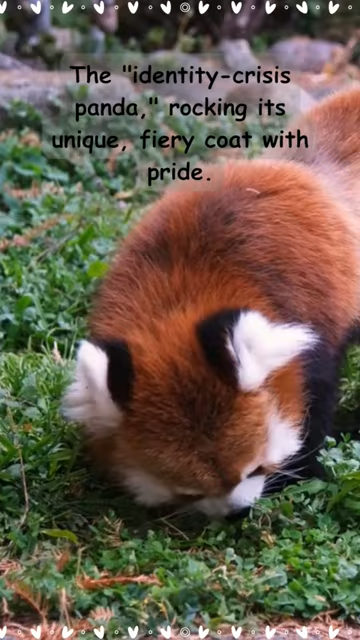 The "identity-crisis
panda," rocking its
unique, fiery coat with
pride.